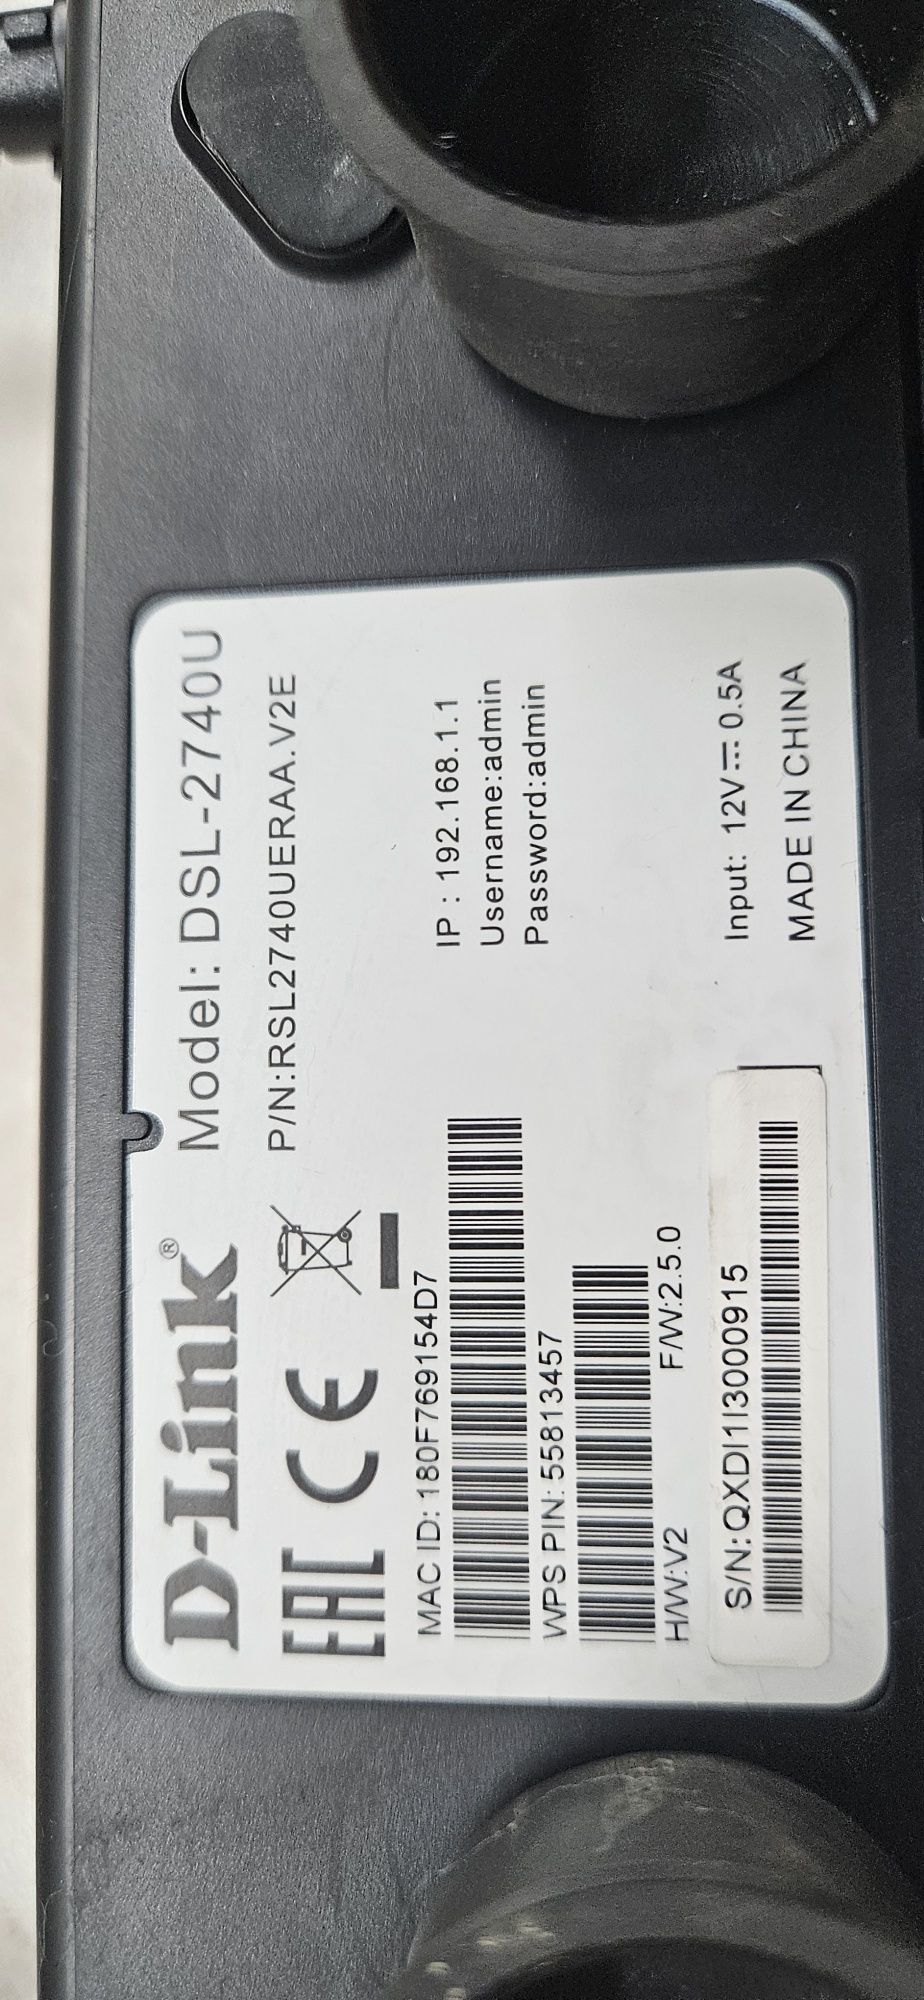 D-Link®
Model: DSL-2740U
P/N:RSL2740UERAA.V2E
EAC CE
IP : 192.168.1.1
Username:admin
Password:admin
MAC ID: 180F769154D7
WPS PIN: 55813457
H/W:V2 F/W:2.5.0
Input: 12V⎓0.5A
MADE IN CHINA
S/N:QXDI1I3000915